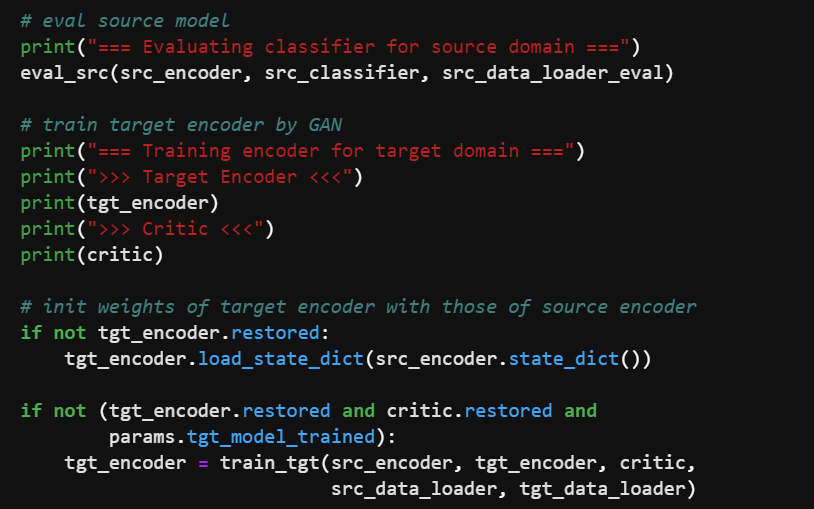 # eval source model
print("=== Evaluating classifier for source domain ===")
eval_src(src_encoder, src_classifier, src_data_loader_eval)

# train target encoder by GAN
print("=== Training encoder for target domain ===")
print(">>> Target Encoder <<<")
print(tgt_encoder)
print(">>> Critic <<<")
print(critic)

# init weights of target encoder with those of source encoder
if not tgt_encoder.restored:
    tgt_encoder.load_state_dict(src_encoder.state_dict())

if not (tgt_encoder.restored and critic.restored and
        params.tgt_model_trained):
    tgt_encoder = train_tgt(src_encoder, tgt_encoder, critic,
                            src_data_loader, tgt_data_loader)